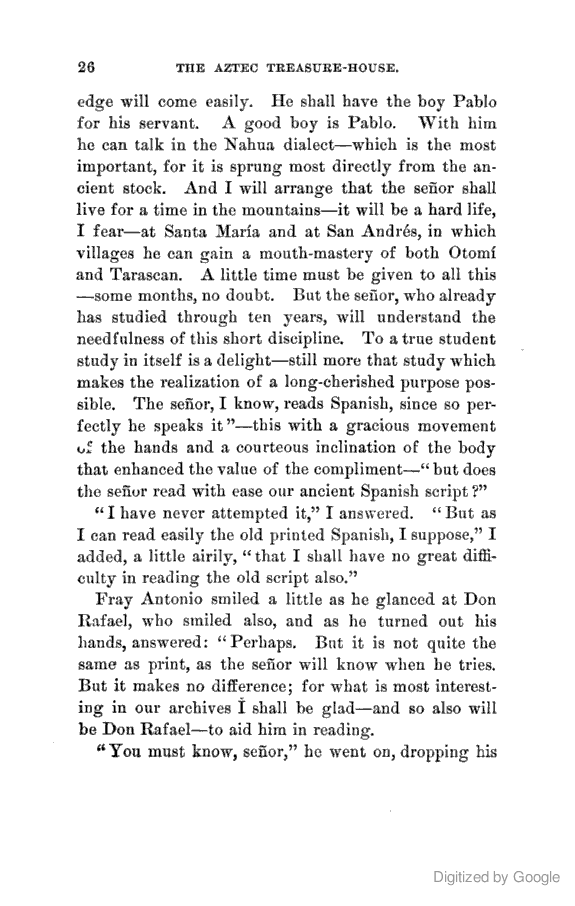 26 THE AZTEC TREASURE-HOUSE.
edge will come easily. He shall have the boy Pablo
for his servant. A good boy is Pablo. With him
he can talk in the Nahua dialect—which is the most
important, for it is sprung most directly from the an-
cient stock. And I will arrange that the señor shall
live for a time in the mountains—it will be a hard life,
I fear—at Santa María and at San Andrés, in which
villages he can gain a mouth-mastery of both Otomí
and Tarascan. A little time must be given to all this
—some months, no doubt. But the señor, who already
has studied through ten years, will understand the
needfulness of this short discipline. To a true student
study in itself is a delight—still more that study which
makes the realization of a long-cherished purpose pos-
sible. The señor, I know, reads Spanish, since so per-
fectly he speaks it”—this with a gracious movement
of the hands and a courteous inclination of the body
that enhanced the value of the compliment—“but does
the señor read with ease our ancient Spanish script?”
“I have never attempted it,” I answered. “But as
I can read easily the old printed Spanish, I suppose,” I
added, a little airily, “that I shall have no great diffi-
culty in reading the old script also.”
Fray Antonio smiled a little as he glanced at Don
Rafael, who smiled also, and as he turned out his
hands, answered: “Perhaps. But it is not quite the
same as print, as the señor will know when he tries.
But it makes no difference; for what is most interest-
ing in our archives I shall be glad—and so also will
be Don Rafael—to aid him in reading.
“You must know, señor,” he went on, dropping his
Digitized by Google